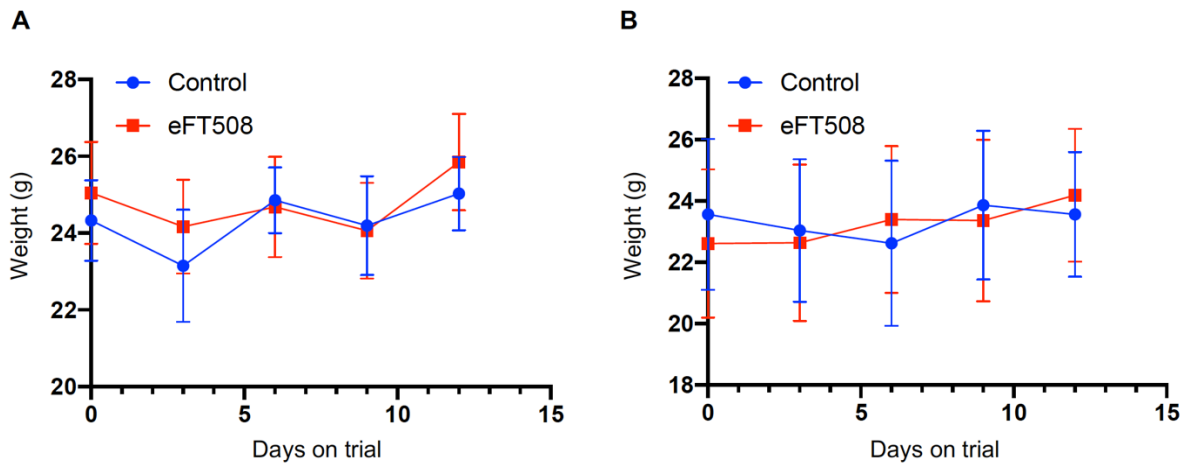 A
Control
eFT508
28
26
24
22
20
Weight (g)
0
5
10
15
Days on trial
B
Control
eFT508
28
26
24
22
20
18
Weight (g)
0
5
10
15
Days on trial